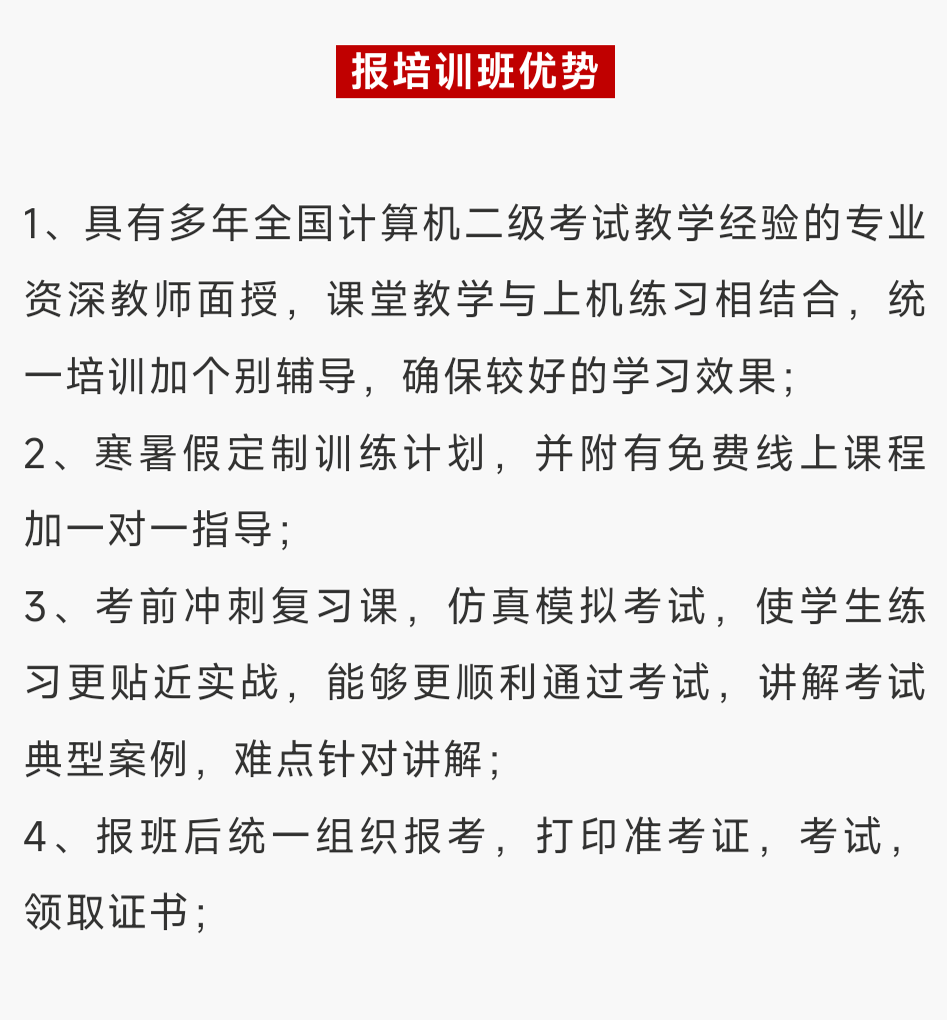 报培训班优势
1、具有多年全国计算机二级考试教学经验的专业
资深教师面授，课堂教学与上机练习相结合，统
一培训加个别辅导，确保较好的学习效果；
2、寒暑假定制训练计划，并附有免费线上课程
加一对一指导；
3、考前冲刺复习课，仿真模拟考试，使学生练
习更贴近实战，能够更顺利通过考试，讲解考试
典型案例，难点针对讲解；
4、报班后统一组织报考，打印准考证，考试，
领取证书；